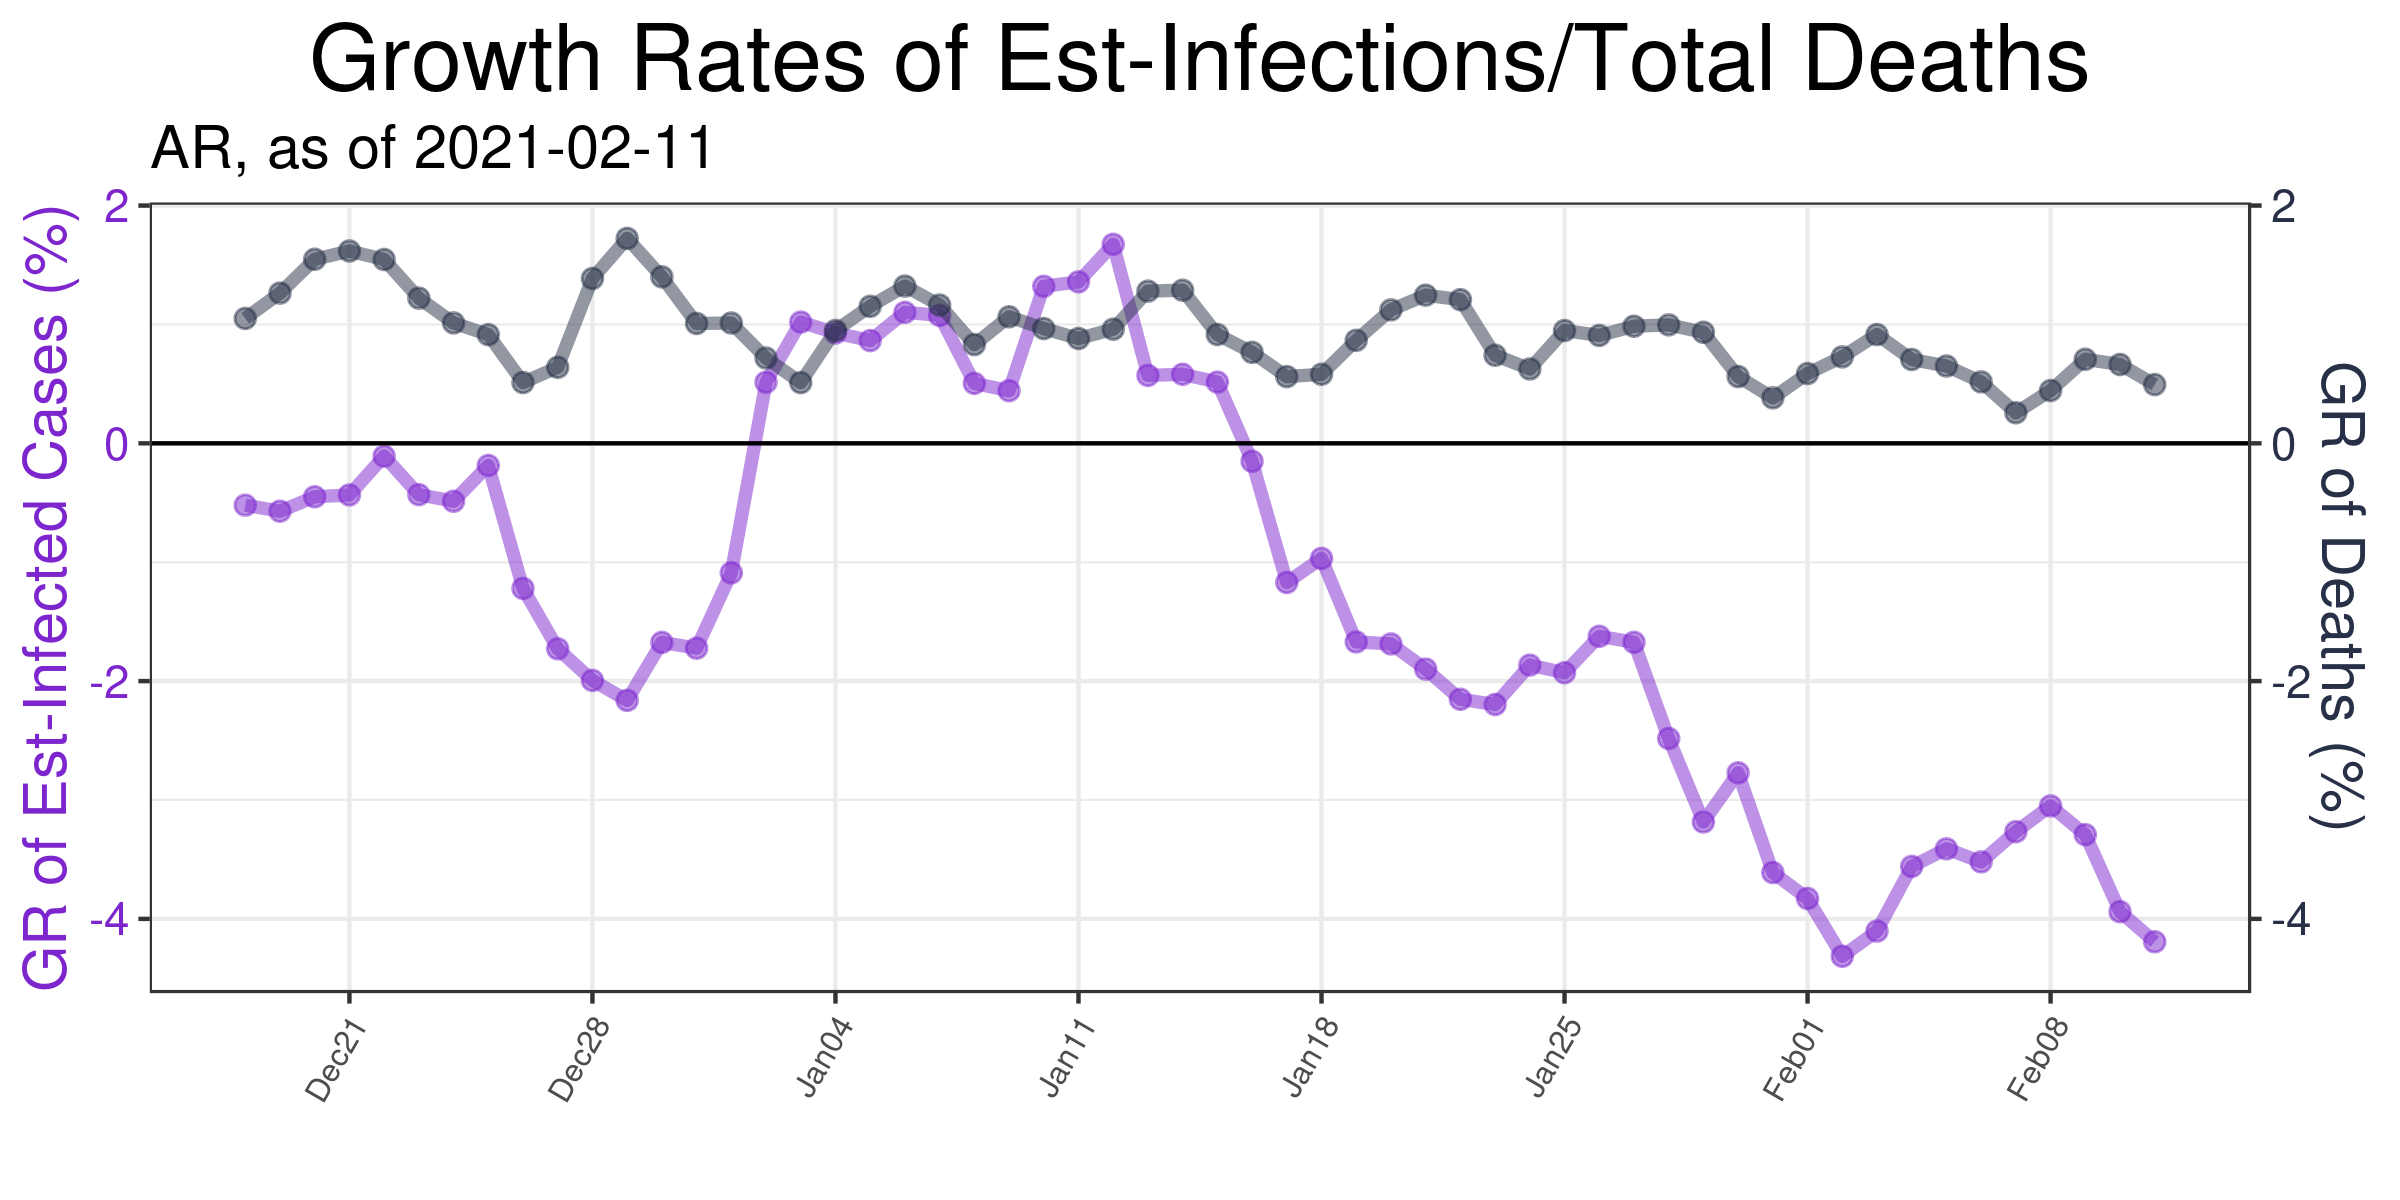 Growth Rates of Est-Infections/Total Deaths
AR, as of 2021-02-11
GR of Est-Infected Cases (%)
2
0
-2
-4
2
0
-2
-4
GR of Deaths (%)
Dec21
Dec28
Jan04
Jan11
Jan18
Jan25
Feb01
Feb08